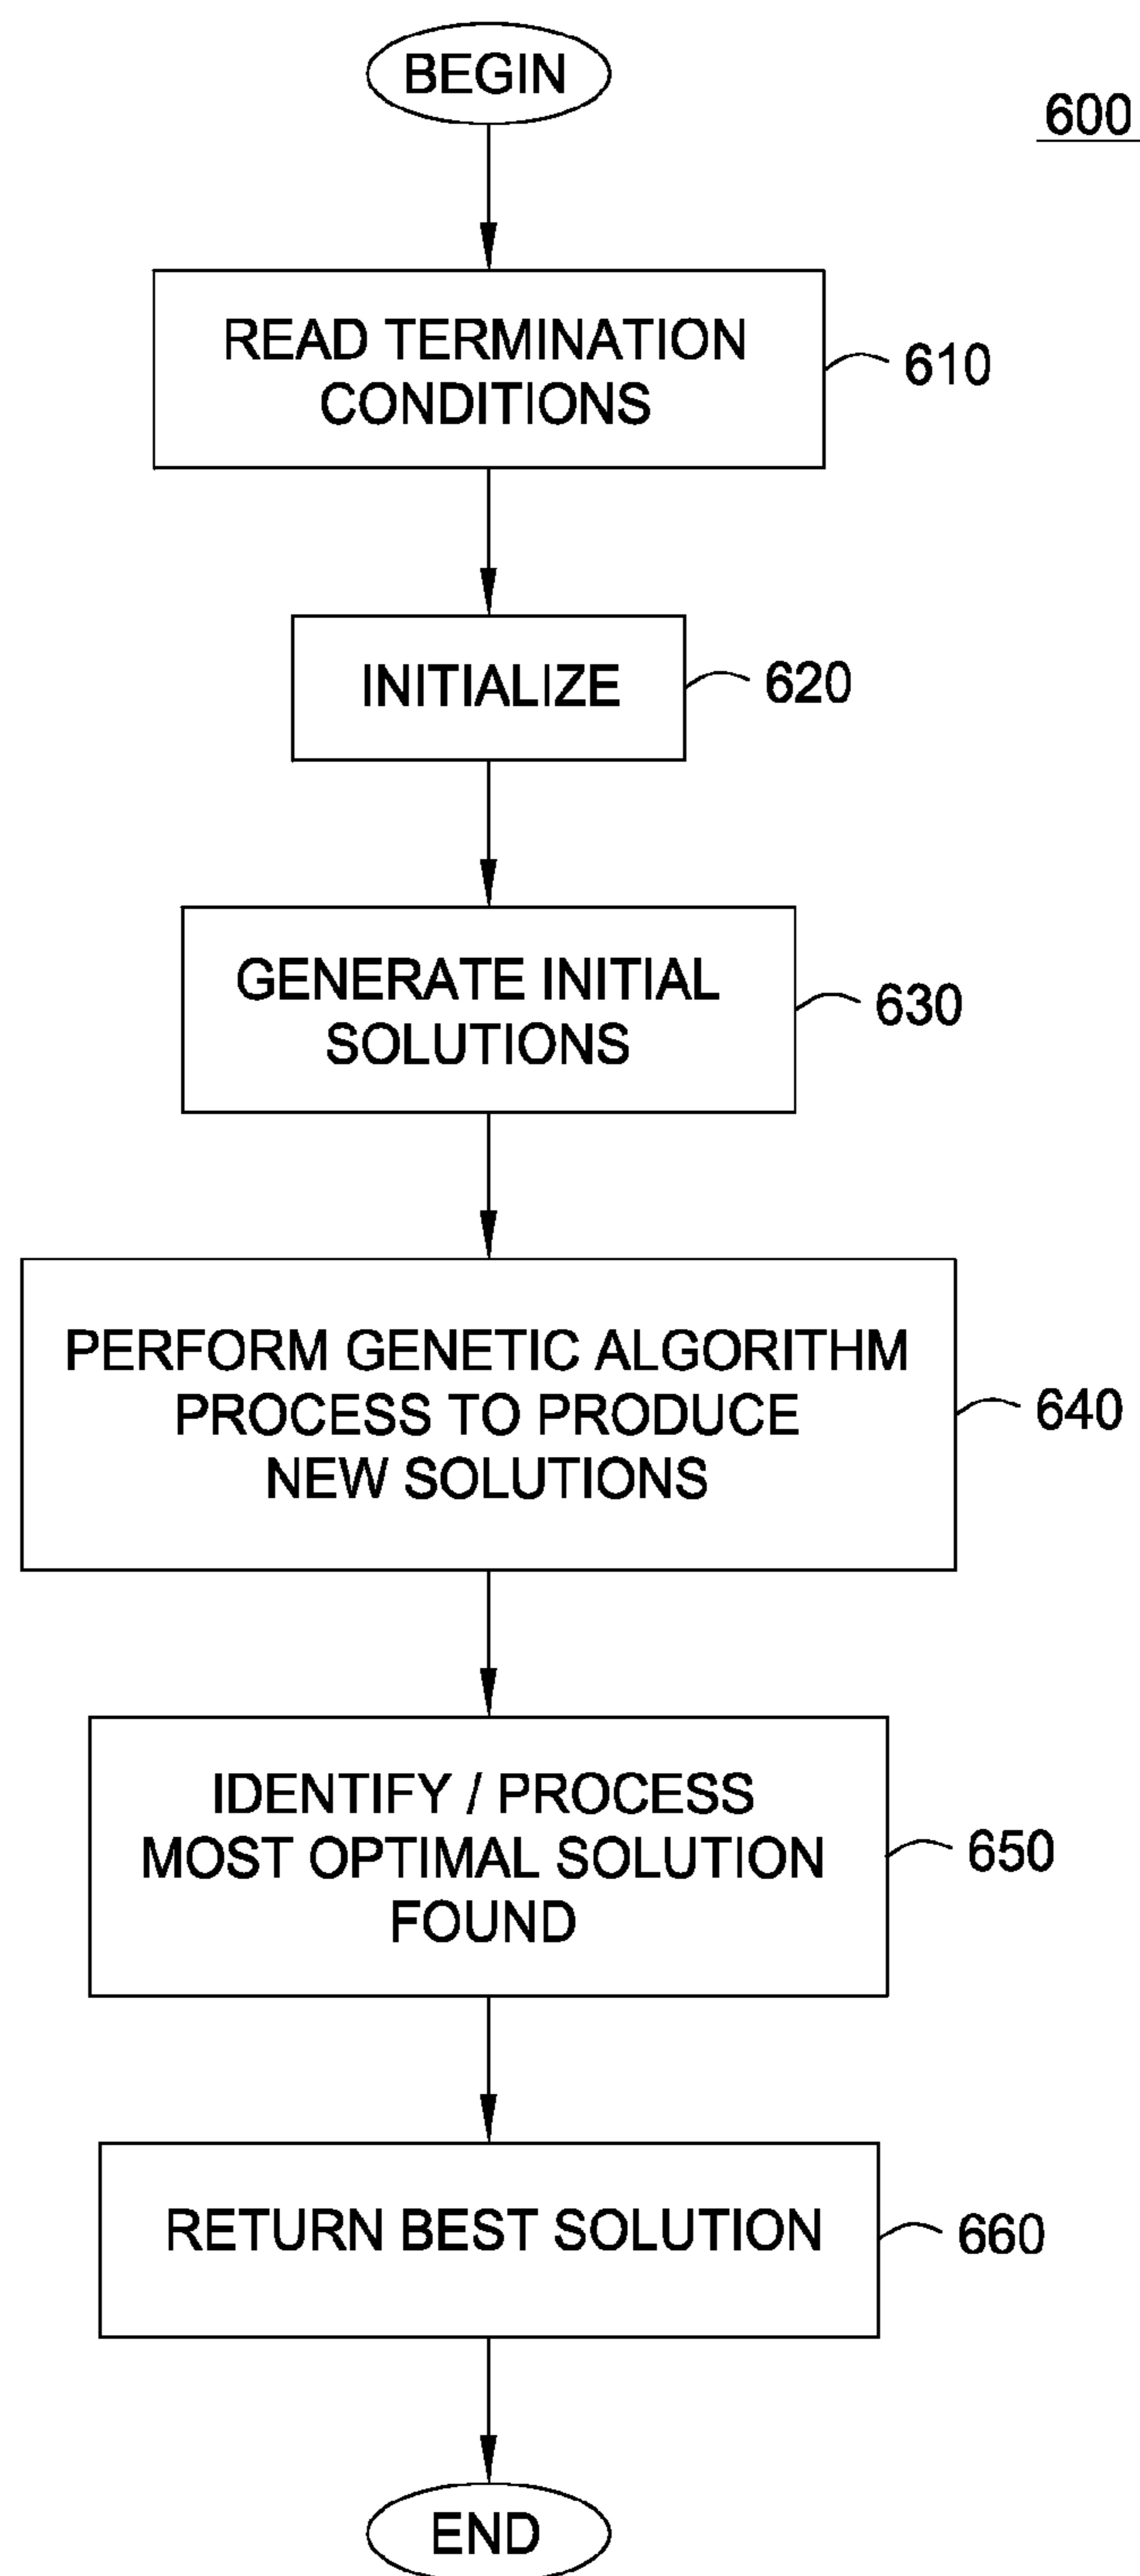 BEGIN
600
READ TERMINATION
CONDITIONS
610
INITIALIZE
620
GENERATE INITIAL
SOLUTIONS
630
PERFORM GENETIC ALGORITHM
PROCESS TO PRODUCE
NEW SOLUTIONS
640
IDENTIFY / PROCESS
MOST OPTIMAL SOLUTION
FOUND
650
RETURN BEST SOLUTION
660
END